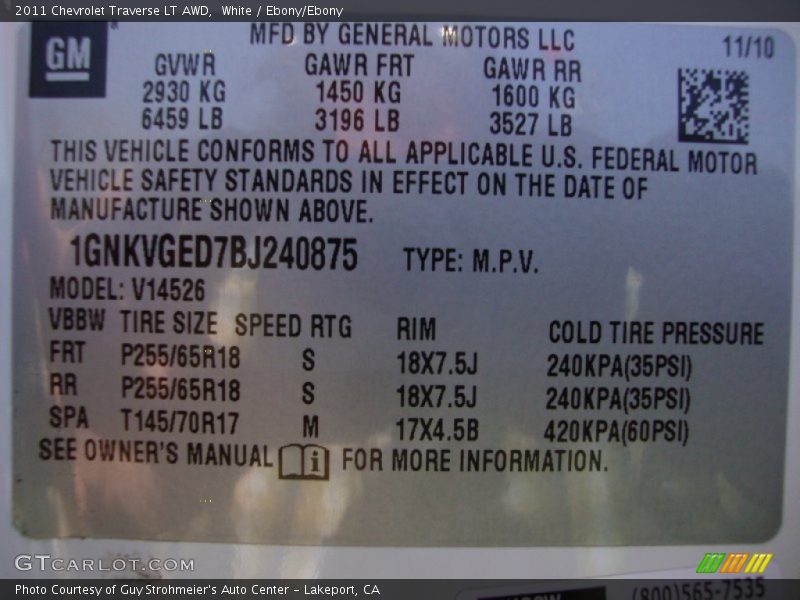 2011 Chevrolet Traverse LT AWD,  White / Ebony/Ebony
GM
MFD BY GENERAL MOTORS LLC
11/10
GVWR GAWR FRT GAWR RR
2930 KG 1450 KG 1600 KG
6459 LB 3196 LB 3527 LB
THIS VEHICLE CONFORMS TO ALL APPLICABLE U.S. FEDERAL MOTOR
VEHICLE SAFETY STANDARDS IN EFFECT ON THE DATE OF
MANUFACTURE SHOWN ABOVE.
1GNKVGED7BJ240875 TYPE: M.P.V.
MODEL: V14526
VBBW TIRE SIZE SPEED RTG RIM COLD TIRE PRESSURE
FRT P255/65R18 S 18X7.5J 240KPA(35PSI)
RR P255/65R18 S 18X7.5J 240KPA(35PSI)
SPA T145/70R17 M 17X4.5B 420KPA(60PSI)
SEE OWNER'S MANUAL i FOR MORE INFORMATION.
GTCARLOT.COM
Photo Courtesy of Guy Strohmeier's Auto Center – Lakeport, CA
(800)565-7535